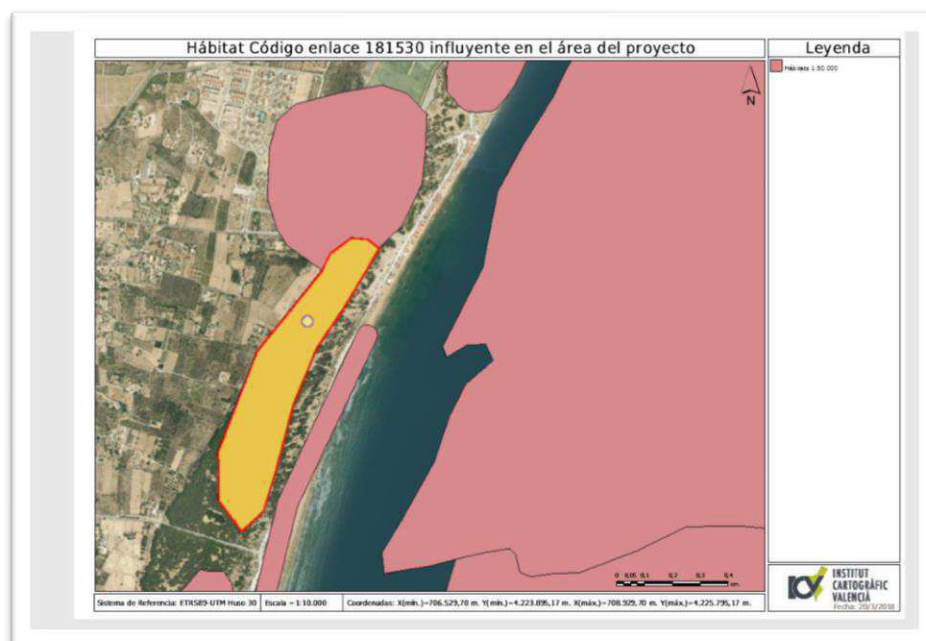 Hábitat Código enlace 181530 influyente en el área del proyecto
Leyenda
Hábitats 1:50.000
N
0 0,05 0,1 0,2 0,3 0,4
km.
Sistema de Referencia: ETRS89-UTM Huso 30 Escala = 1:10.000 Coordenadas: X(mín.)=706.529,70 m. Y(mín.)=4.223.895,17 m. X(máx.)=708.929,70 m. Y(máx.)=4.225.795,17 m.
ICV
INSTITUT
CARTOGRÀFIC
VALENCIÀ
Fecha: 20/3/2018